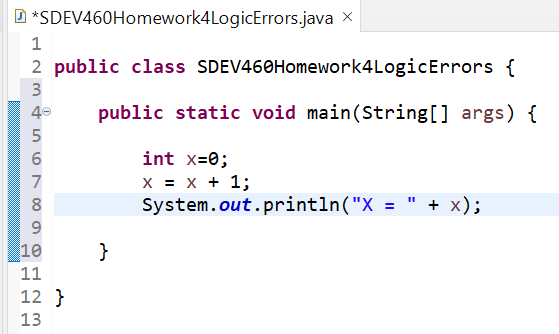 *SDEV460Homework4LogicErrors.java ×
1
2 public class SDEV460Homework4LogicErrors {
3
4 public static void main(String[] args) {
5
6 int x=0;
7 x = x + 1;
8 System.out.println("X = " + x);
9
10 }
11
12 }
13